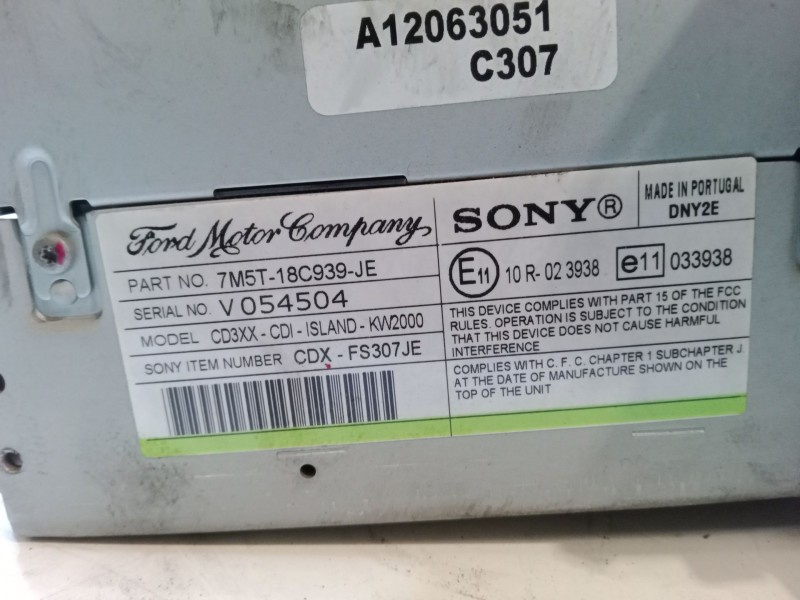 A12063051
C307
Ford Motor Company
PART NO. 7M5T-18C939-JE
SERIAL NO. V 054504
MODEL CD3XX - CDI - ISLAND - KW2000
SONY ITEM NUMBER CDX - FS307JE
SONY®
MADE IN PORTUGAL
DNY2E
E11 10 R- 02 3938 e11 033938
THIS DEVICE COMPLIES WITH PART 15 OF THE FCC
RULES. OPERATION IS SUBJECT TO THE CONDITION
THAT THIS DEVICE DOES NOT CAUSE HARMFUL
INTERFERENCE
COMPLIES WITH C. F. C. CHAPTER 1 SUBCHAPTER J.
AT THE DATE OF MANUFACTURE SHOWN ON THE
TOP OF THE UNIT